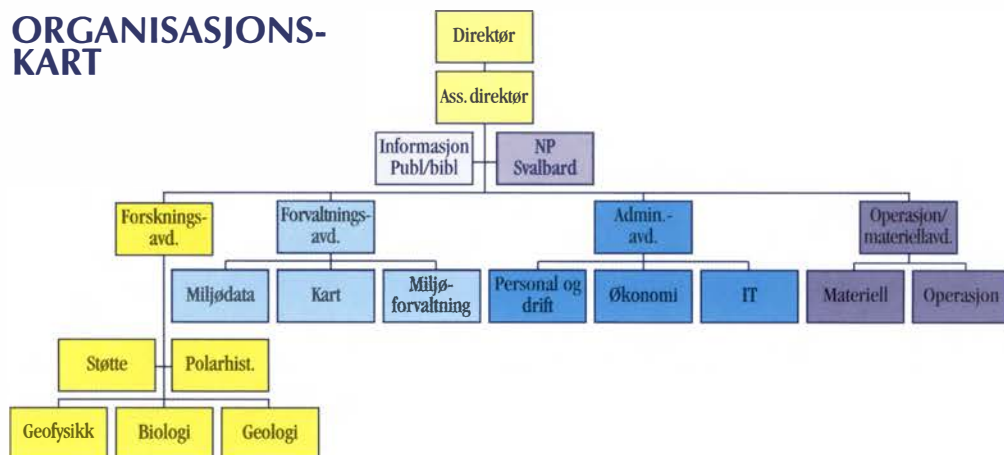 ORGANISASJONS-
KART
Direktør
Ass. direktør
Informasjon
Publ/bibl
NP
Svalbard
Forsknings-
avd.
Forvaltnings-
avd.
Admin.-
avd.
Operasjon/
materiellavd.
Miljødata
Kart
Miljø-
forvaltning
Personal og
drift
Økonomi
IT
Materiell
Operasjon
Støtte
Polarhist.
Geofysikk
Biologi
Geologi